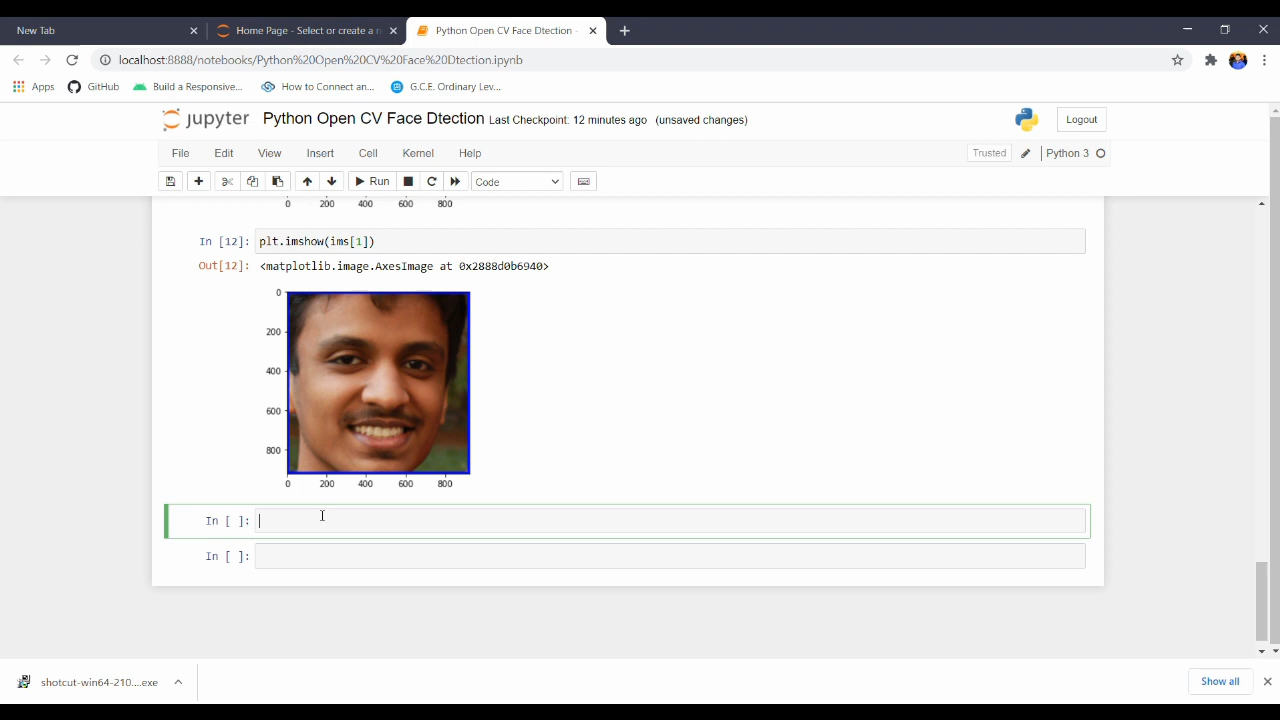 New Tab
Home Page - Select or create a n
Python Open CV Face Dtection -
localhost:8888/notebooks/Python%20Open%20CV%20Face%20Dtection.ipynb
Apps GitHub Build a Responsive... How to Connect an... G.C.E. Ordinary Lev...
jupyter Python Open CV Face Dtection Last Checkpoint: 12 minutes ago (unsaved changes) Logout
File Edit View Insert Cell Kernel Help Trusted Python 3
Run Code
0 200 400 600 800
In [12]: plt.imshow(ims[1])
Out[12]: <matplotlib.image.AxesImage at 0x2888d0b6940>
0
200
400
600
800
0 200 400 600 800
In [ ]:
In [ ]:
shotcut-win64-210....exe Show all